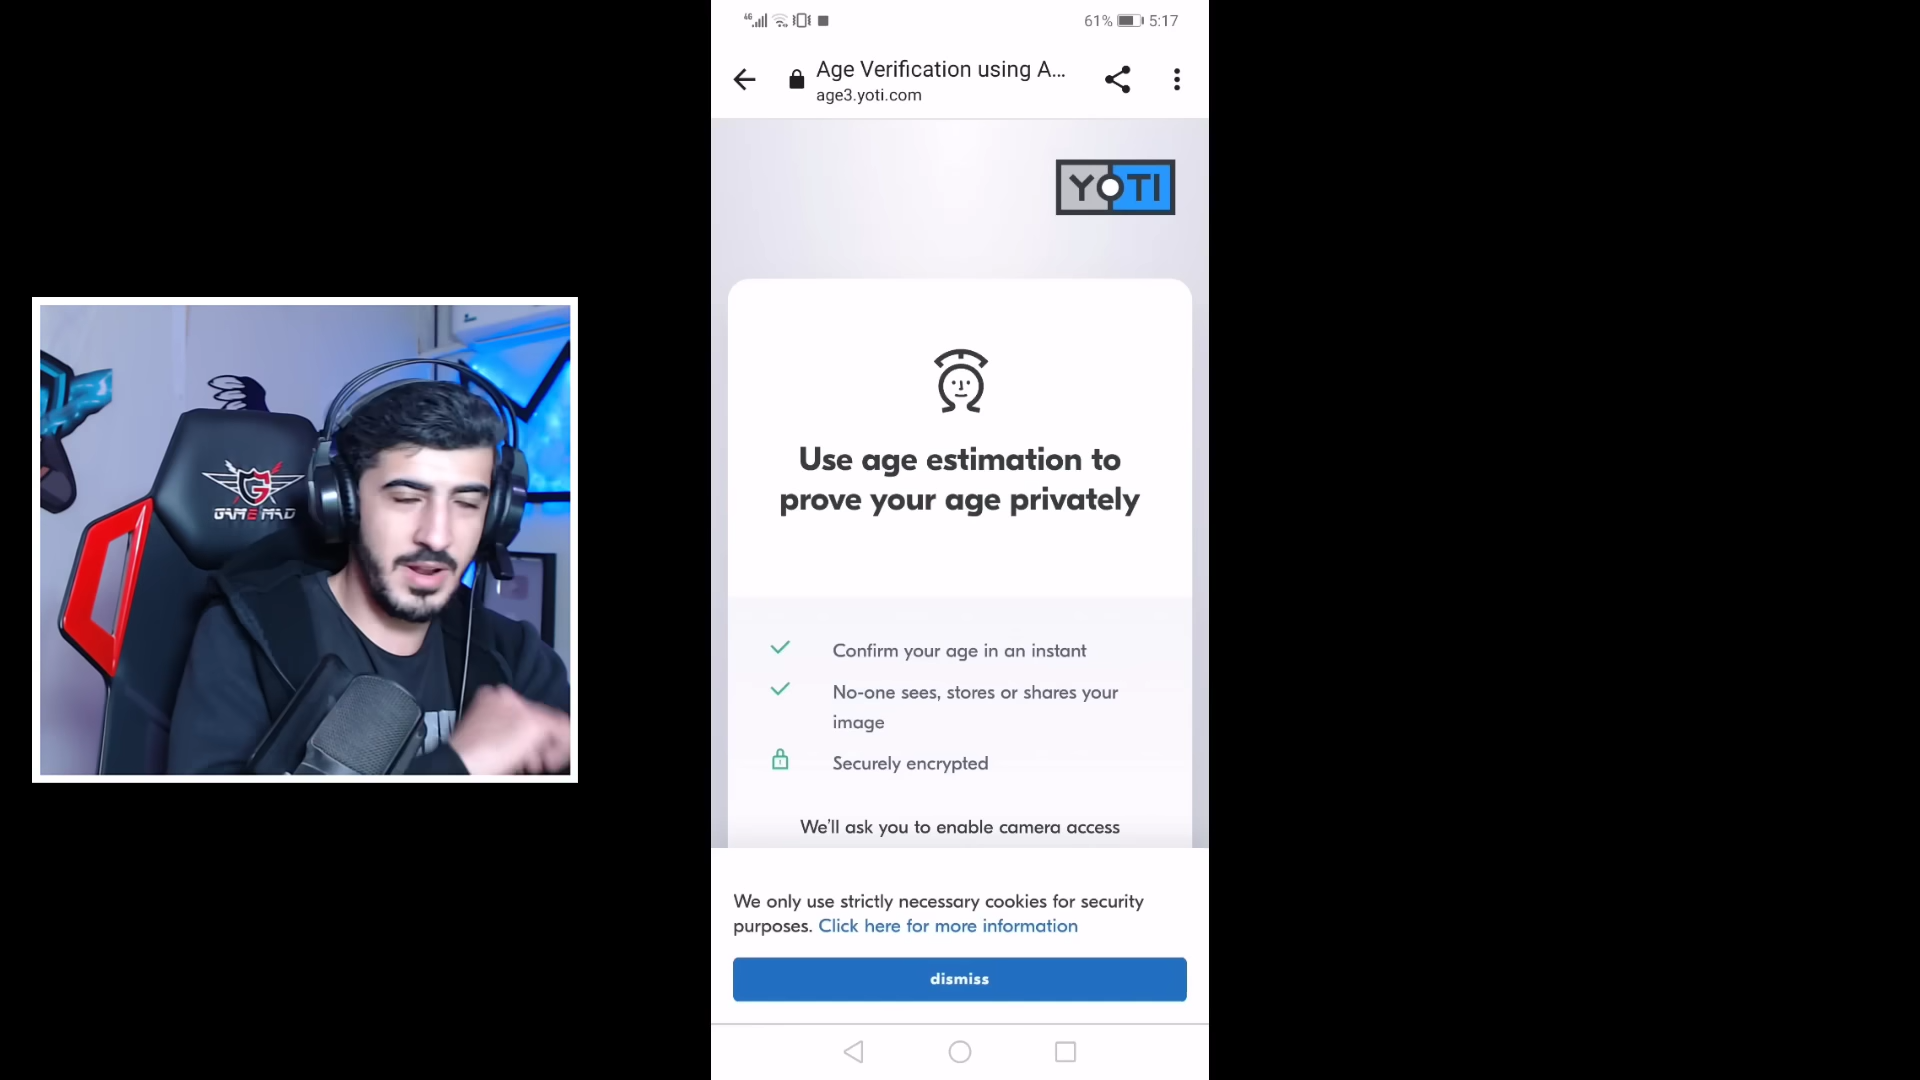 4G
61%
5:17
Age Verification using A...
age3.yoti.com
YOTI
Use age estimation to
prove your age privately
Confirm your age in an instant
No-one sees, stores or shares your
image
Securely encrypted
We'll ask you to enable camera access
We only use strictly necessary cookies for security
purposes. Click here for more information
dismiss
G
GAMEMAD